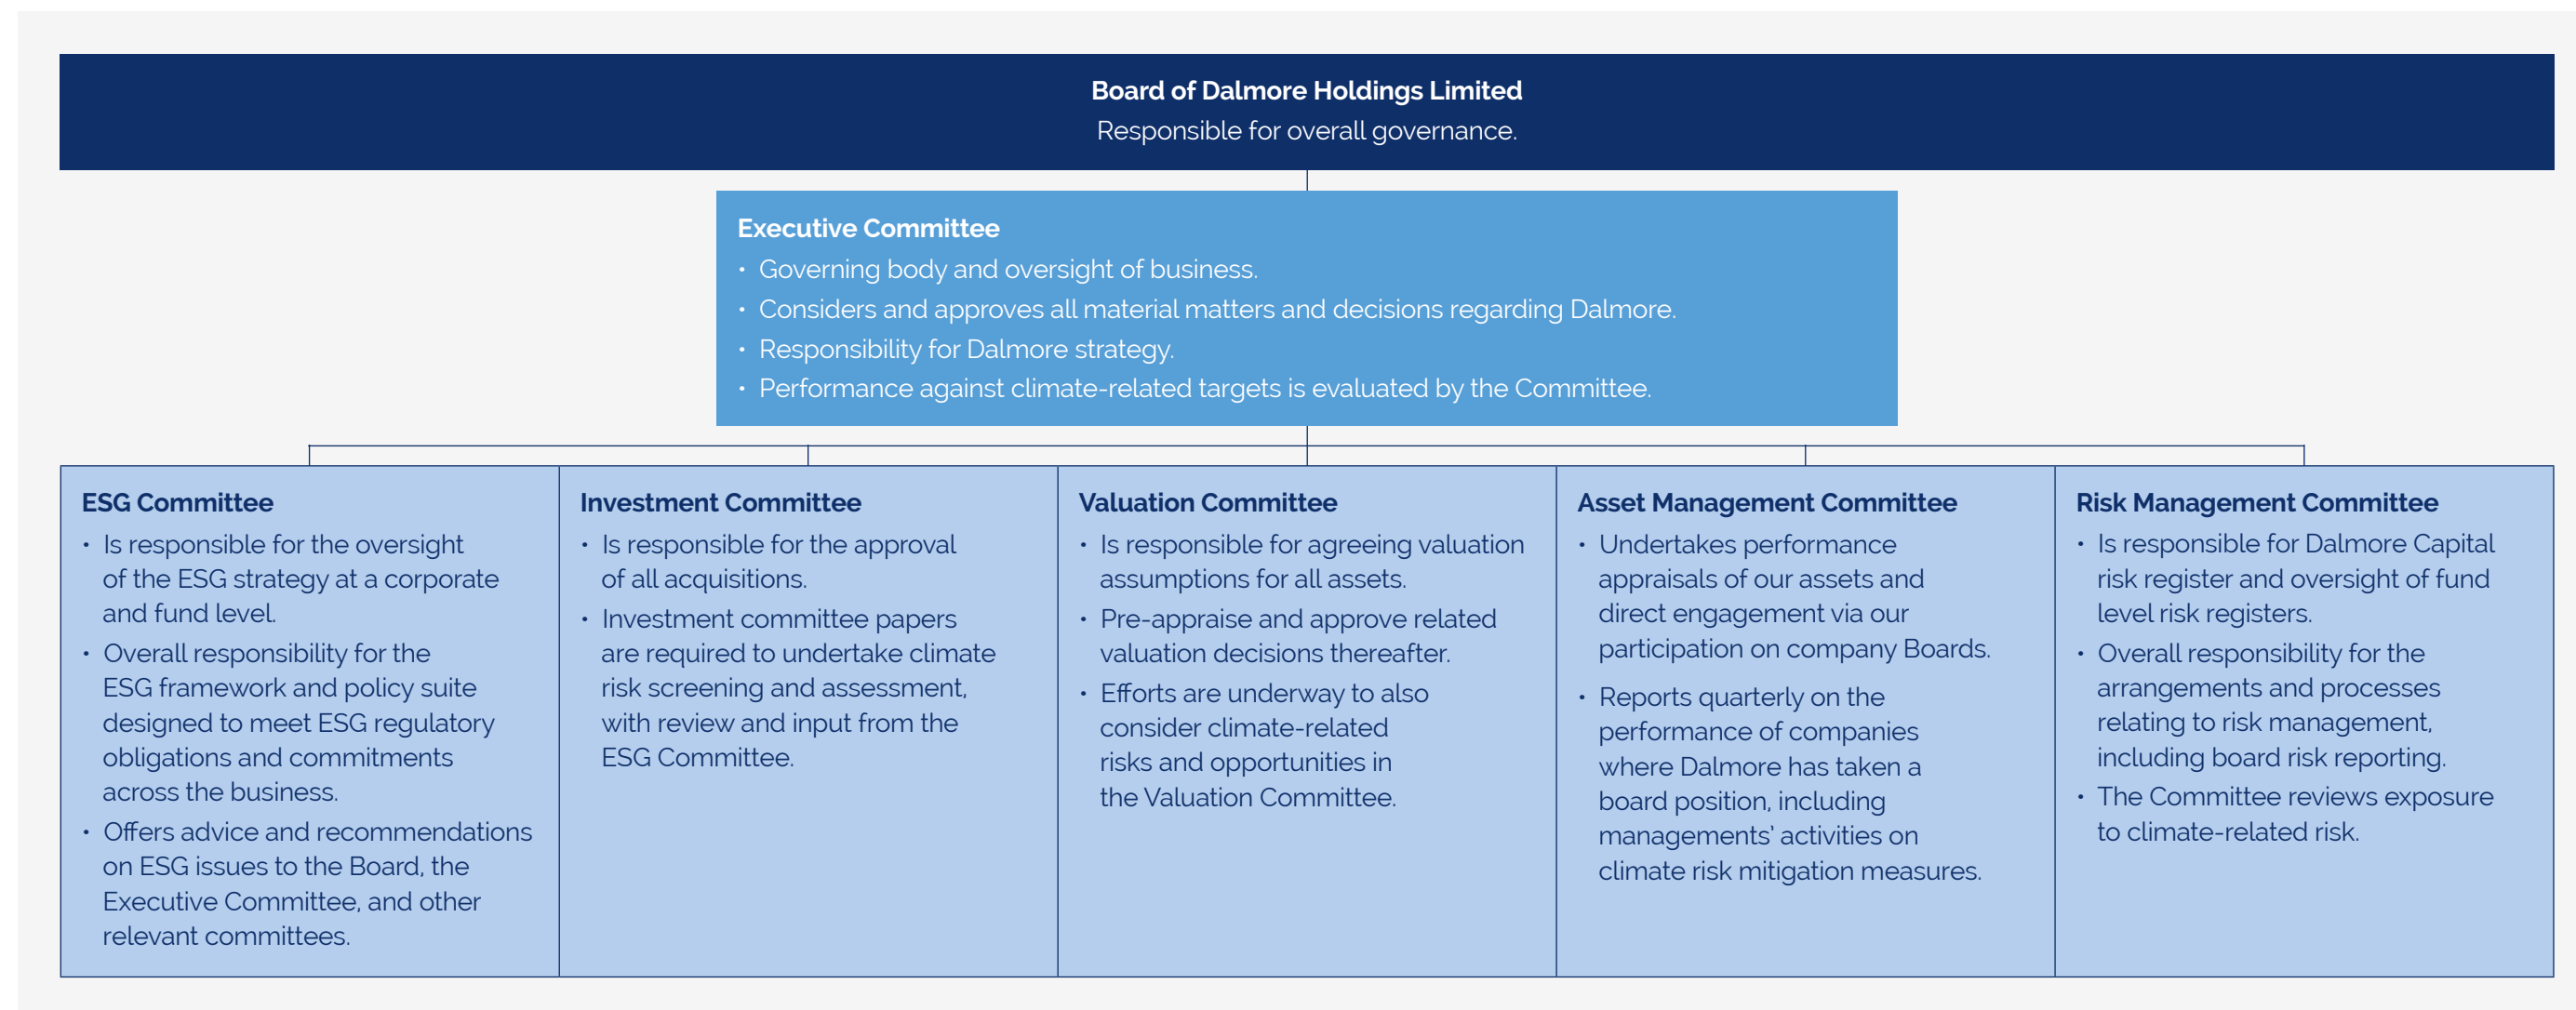 Board of Dalmore Holdings Limited
Responsible for overall governance.
Executive Committee
• Governing body and oversight of business.
• Considers and approves all material matters and decisions regarding Dalmore.
• Responsibility for Dalmore strategy.
• Performance against climate-related targets is evaluated by the Committee.
ESG Committee
• Is responsible for the oversight
of the ESG strategy at a corporate
and fund level.
• Overall responsibility for the
ESG framework and policy suite
designed to meet ESG regulatory
obligations and commitments
across the business.
• Offers advice and recommendations
on ESG issues to the Board, the
Executive Committee, and other
relevant committees.
Investment Committee
• Is responsible for the approval
of all acquisitions.
• Investment committee papers
are required to undertake climate
risk screening and assessment,
with review and input from the
ESG Committee.
Valuation Committee
• Is responsible for agreeing valuation
assumptions for all assets.
• Pre-appraise and approve related
valuation decisions thereafter.
• Efforts are underway to also
consider climate-related
risks and opportunities in
the Valuation Committee.
Asset Management Committee
• Undertakes performance
appraisals of our assets and
direct engagement via our
participation on company Boards.
• Reports quarterly on the
performance of companies
where Dalmore has taken a
board position, including
managements' activities on
climate risk mitigation measures.
Risk Management Committee
• Is responsible for Dalmore Capital
risk register and oversight of fund
level risk registers.
• Overall responsibility for the
arrangements and processes
relating to risk management,
including board risk reporting.
• The Committee reviews exposure
to climate-related risk.